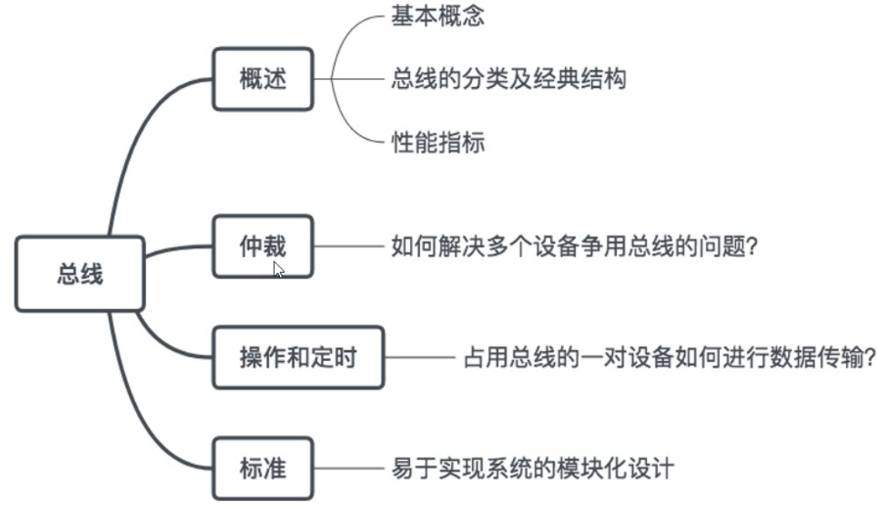 总线
概述
基本概念
总线的分类及经典结构
性能指标
仲裁
如何解决多个设备争用总线的问题?
操作和定时
占用总线的一对设备如何进行数据传输?
标准
易于实现系统的模块化设计